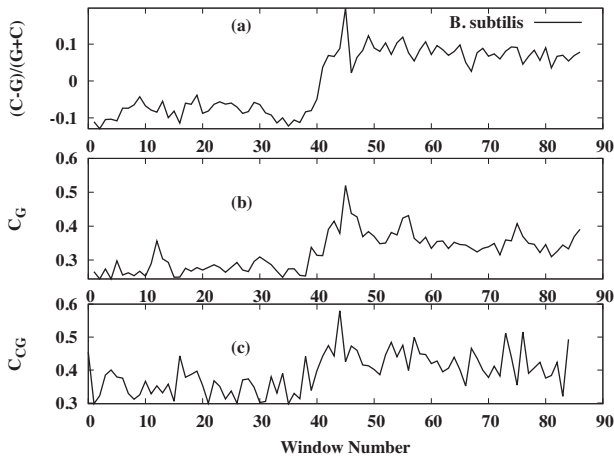 (a)
B. subtilis
(C-G)/(G+C)
0.1
0
-0.1
0 10 20 30 40 50 60 70 80 90
(b)
C_G
0.6
0.5
0.4
0.3
0 10 20 30 40 50 60 70 80 90
(c)
C_CG
0.6
0.5
0.4
0.3
0 10 20 30 40 50 60 70 80 90
Window Number